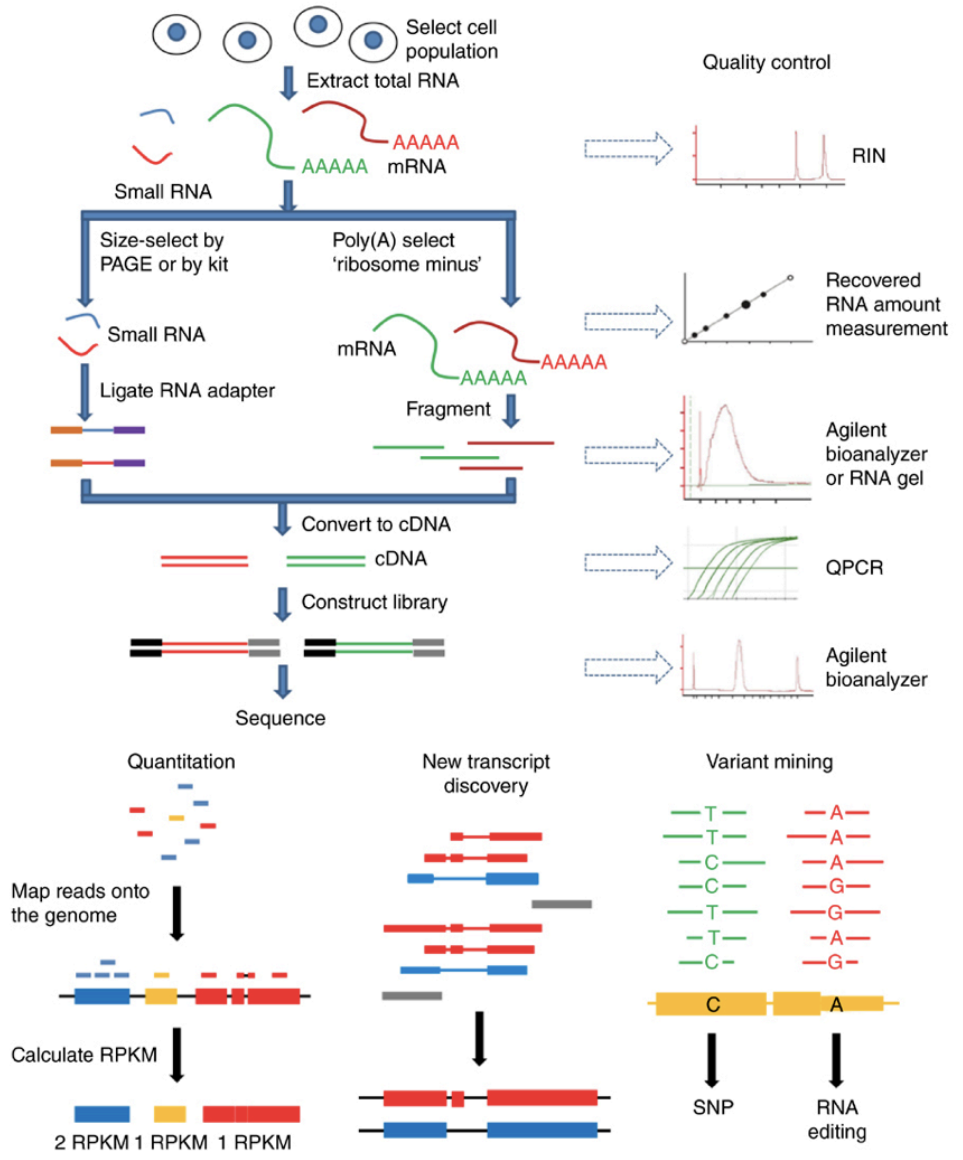 Select cell
population
Extract total RNA
Quality control
AAAAA
AAAAA
mRNA
Small RNA
RIN
Size-select by
PAGE or by kit
Poly(A) select
‘ribosome minus’
Small RNA
mRNA
AAAAA
AAAAA
Recovered
RNA amount
measurement
Ligate RNA adapter
Fragment
Agilent
bioanalyzer
or RNA gel
Convert to cDNA
cDNA
QPCR
Construct library
Agilent
bioanalyzer
Sequence
Quantitation
Map reads onto
the genome
Calculate RPKM
2 RPKM 1 RPKM 1 RPKM
New transcript
discovery
Variant mining
T A
T A
C A
C G
T G
T A
C G
C A
SNP
RNA
editing